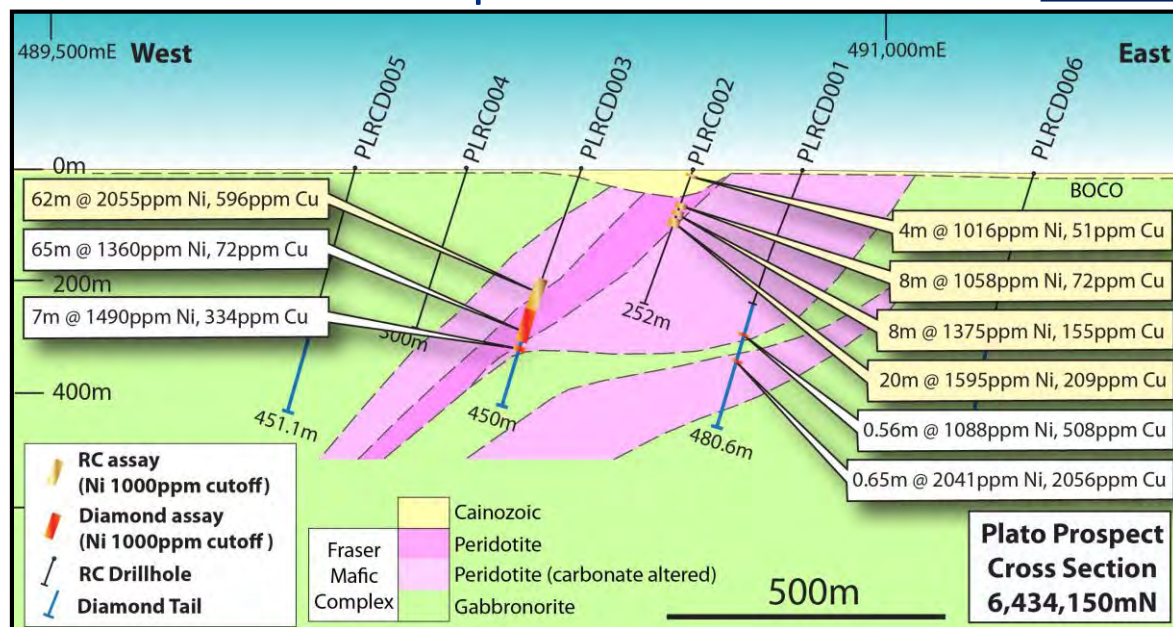 489,500mE
West
491,000mE
East
PLRCD005
PLRC004
PLRCD003
PLRC002
PLRCD001
PLRCD006
0m
BOCO
62m @ 2055ppm Ni, 596ppm Cu
65m @ 1360ppm Ni, 72ppm Cu
200m
7m @ 1490ppm Ni, 334ppm Cu
4m @ 1016ppm Ni, 51ppm Cu
8m @ 1058ppm Ni, 72ppm Cu
8m @ 1375ppm Ni, 155ppm Cu
20m @ 1595ppm Ni, 209ppm Cu
0.56m @ 1088ppm Ni, 508ppm Cu
0.65m @ 2041ppm Ni, 2056ppm Cu
252m
400m
451.1m
450m
480.6m
RC assay
(Ni 1000ppm cutoff)
Diamond assay
(Ni 1000ppm cutoff)
RC Drillhole
Diamond Tail
Fraser
Mafic
Complex
Cainozoic
Peridotite
Peridotite (carbonate altered)
Gabbronorite
500m
Plato Prospect
Cross Section
6,434,150mN